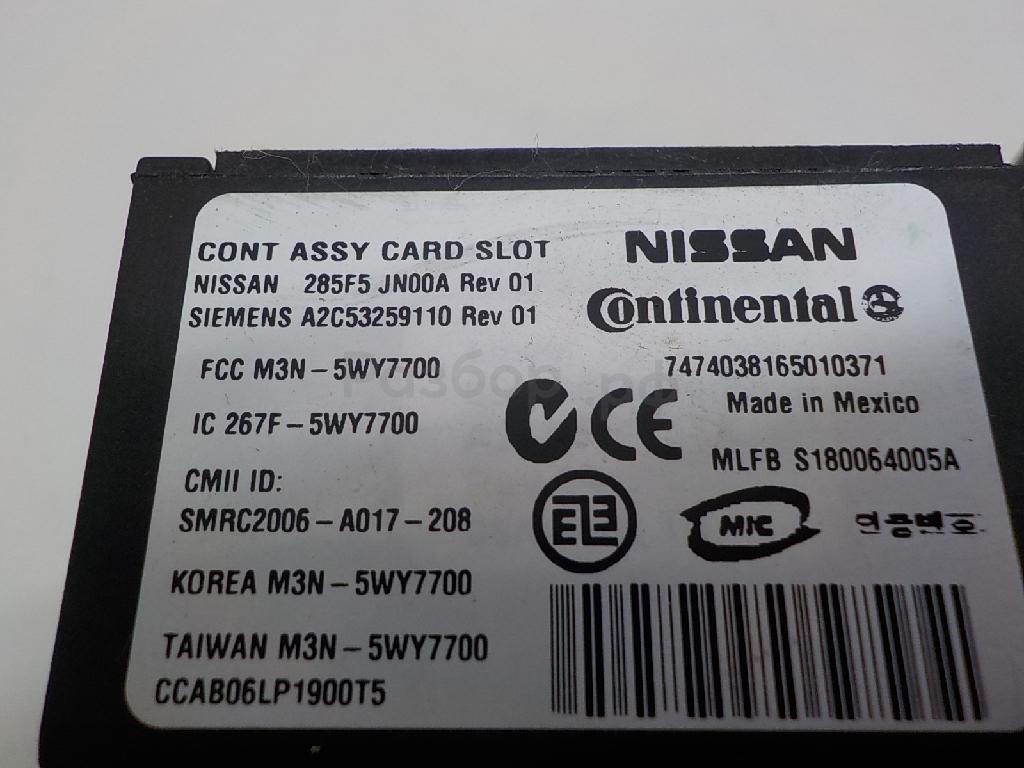 CONT ASSY CARD SLOT
NISSAN 285F5 JN00A Rev 01
SIEMENS A2C53259110 Rev 01
FCC M3N-5WY7700
IC 267F-5WY7700
CMII ID:
SMRC2006-A017-208
KOREA M3N-5WY7700
TAIWAN M3N-5WY7700
CCAB06LP1900T5
NISSAN
Continental
7474038165010371
Made in Mexico
CE
MLFB S180064005A
MIC